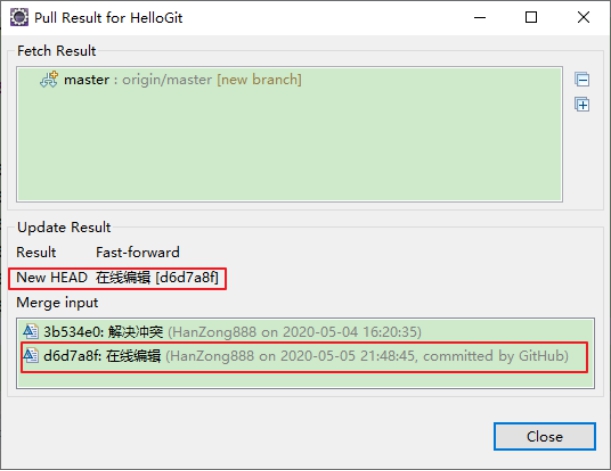 Pull Result for HelloGit
Fetch Result
master : origin/master [new branch]
Update Result
Result Fast-forward
New HEAD 在线编辑 [d6d7a8f]
Merge input
3b534e0: 解决冲突 (HanZong888 on 2020-05-04 16:20:35)
d6d7a8f: 在线编辑 (HanZong888 on 2020-05-05 21:48:45, committed by GitHub)
Close